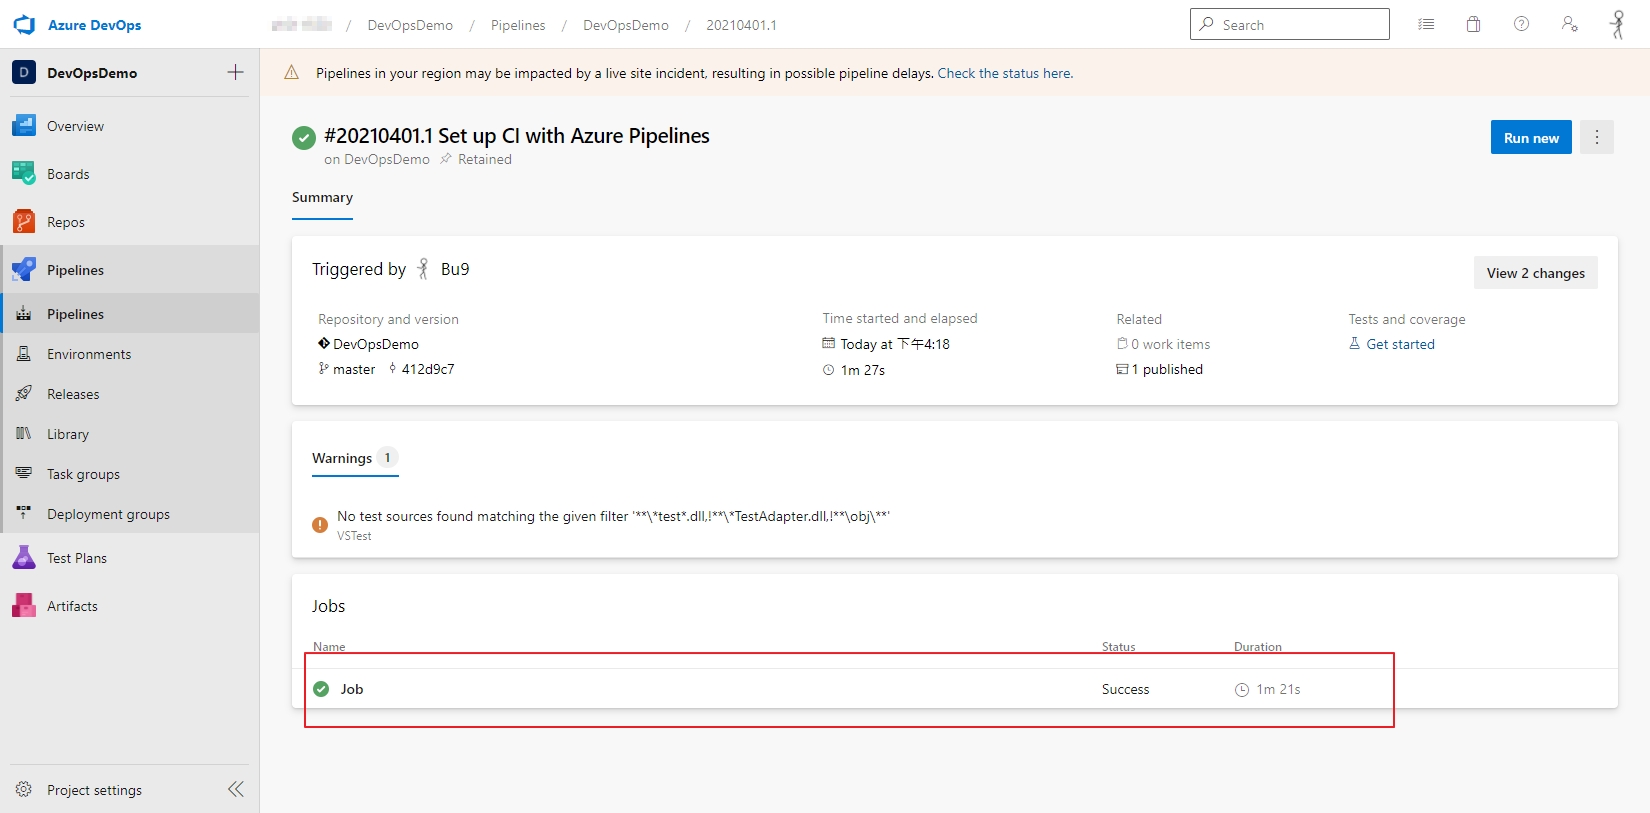 Azure DevOps
/ DevOpsDemo / Pipelines / DevOpsDemo / 20210401.1
Search
D DevOpsDemo
Pipelines in your region may be impacted by a live site incident, resulting in possible pipeline delays. Check the status here.
Overview
Boards
Repos
Pipelines
Pipelines
Environments
Releases
Library
Task groups
Deployment groups
Test Plans
Artifacts
Project settings
#20210401.1 Set up CI with Azure Pipelines
on DevOpsDemo Retained
Run new
Summary
Triggered by Bu9
View 2 changes
Repository and version
DevOpsDemo
master 412d9c7
Time started and elapsed
Today at 下午4:18
1m 27s
Related
0 work items
1 published
Tests and coverage
Get started
Warnings 1
No test sources found matching the given filter '**\*test*.dll,!**\*TestAdapter.dll,!**\obj\**'
VSTest
Jobs
Name Status Duration
Job Success 1m 21s